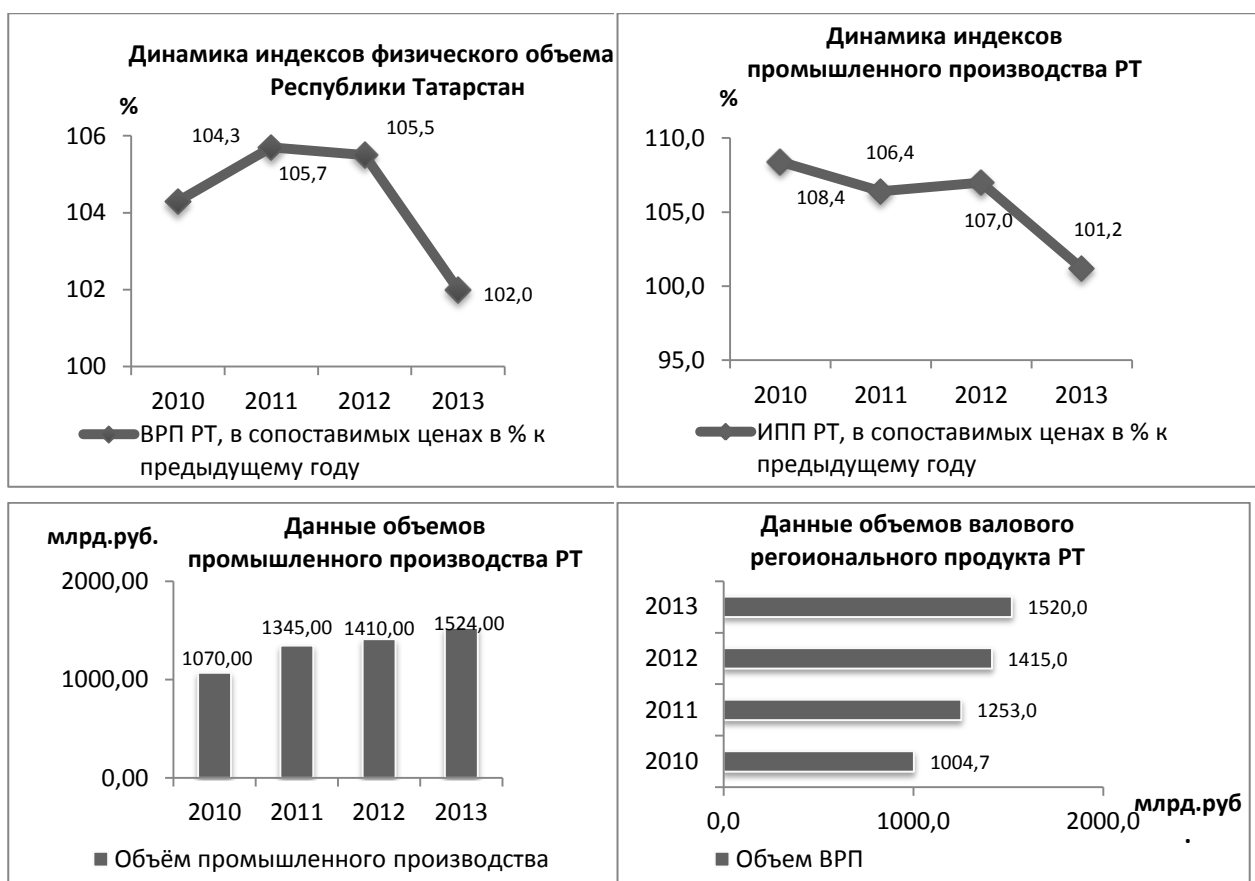 Динамика индексов физического объема
Республики Татарстан
%
106
104
102
100
104,3
105,7
105,5
102,0
2010 2011 2012 2013
ВРП РТ, в сопоставимых ценах в % к
предыдущему году
Динамика индексов
промышленного производства РТ
%
110,0
105,0
100,0
95,0
108,4
106,4
107,0
101,2
2010 2011 2012 2013
ИПП РТ, в сопоставимых ценах в % к
предыдущему году
Данные объемов
промышленного производства РТ
млрд.руб.
2000,00
1000,00
0,00
1070,00
1345,00
1410,00
1524,00
2010 2011 2012 2013
Объём промышленного производства
Данные объемов валового
регоионального продукта РТ
2013 1520,0
2012 1415,0
2011 1253,0
2010 1004,7
0,0 1000,0 2000,0
млрд.руб
.
Объем ВРП